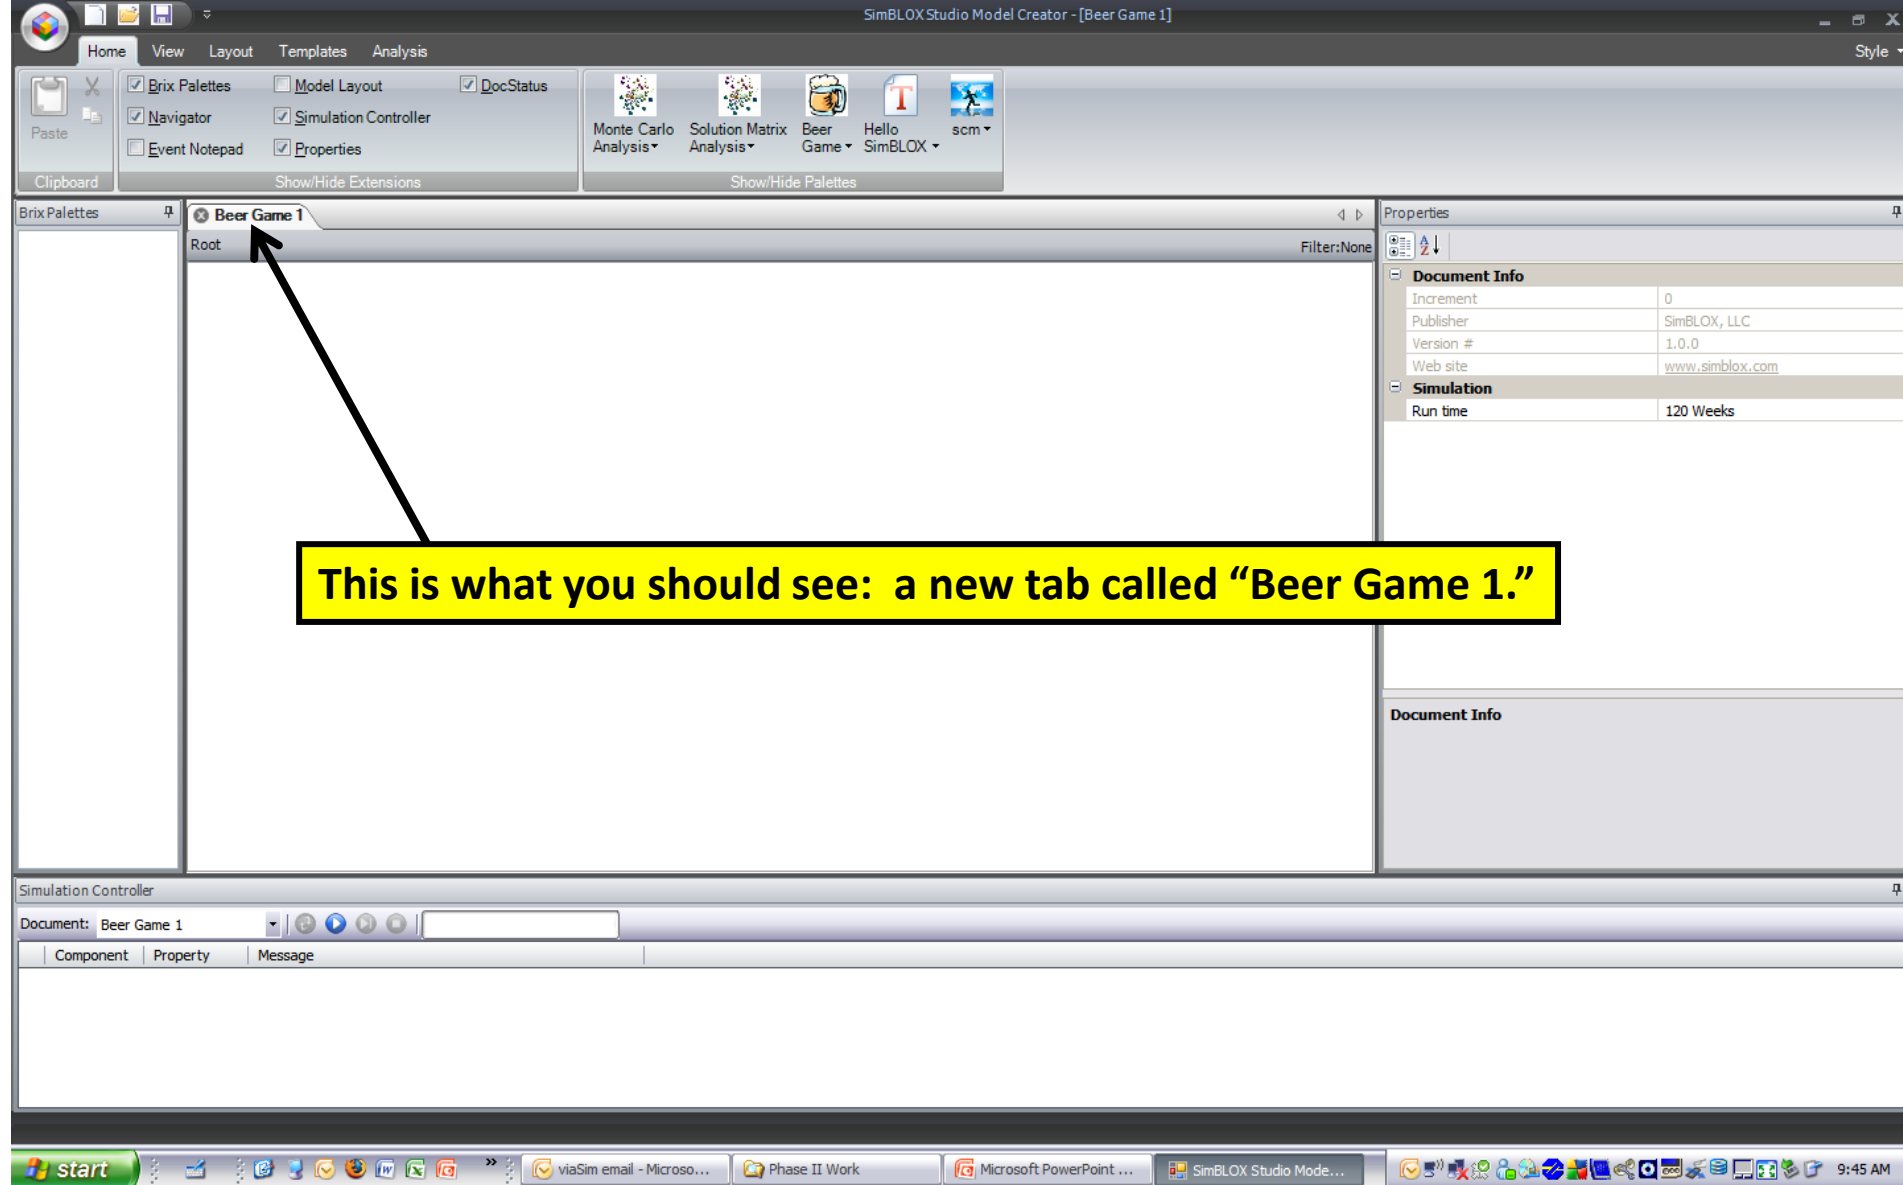 SimBLOX Studio Model Creator - [Beer Game 1]
Home View Layout Templates Analysis Style
Paste
Clipboard
Brix Palettes Model Layout DocStatus
Navigator Simulation Controller
Event Notepad Properties
Show/Hide Extensions
Monte Carlo Analysis
Solution Matrix Analysis
Beer Game
Hello SimBLOX
scm
Show/Hide Palettes
Brix Palettes
Beer Game 1
Root
Filter:None
Properties
Document Info
Increment 0
Publisher SimBLOX, LLC
Version # 1.0.0
Web site www.simblox.com
Simulation
Run time 120 Weeks
This is what you should see:  a new tab called “Beer Game 1.”
Document Info
Simulation Controller
Document: Beer Game 1
Component Property Message
start
viaSim email - Microso...
Phase II Work
Microsoft PowerPoint ...
SimBLOX Studio Mode...
9:45 AM